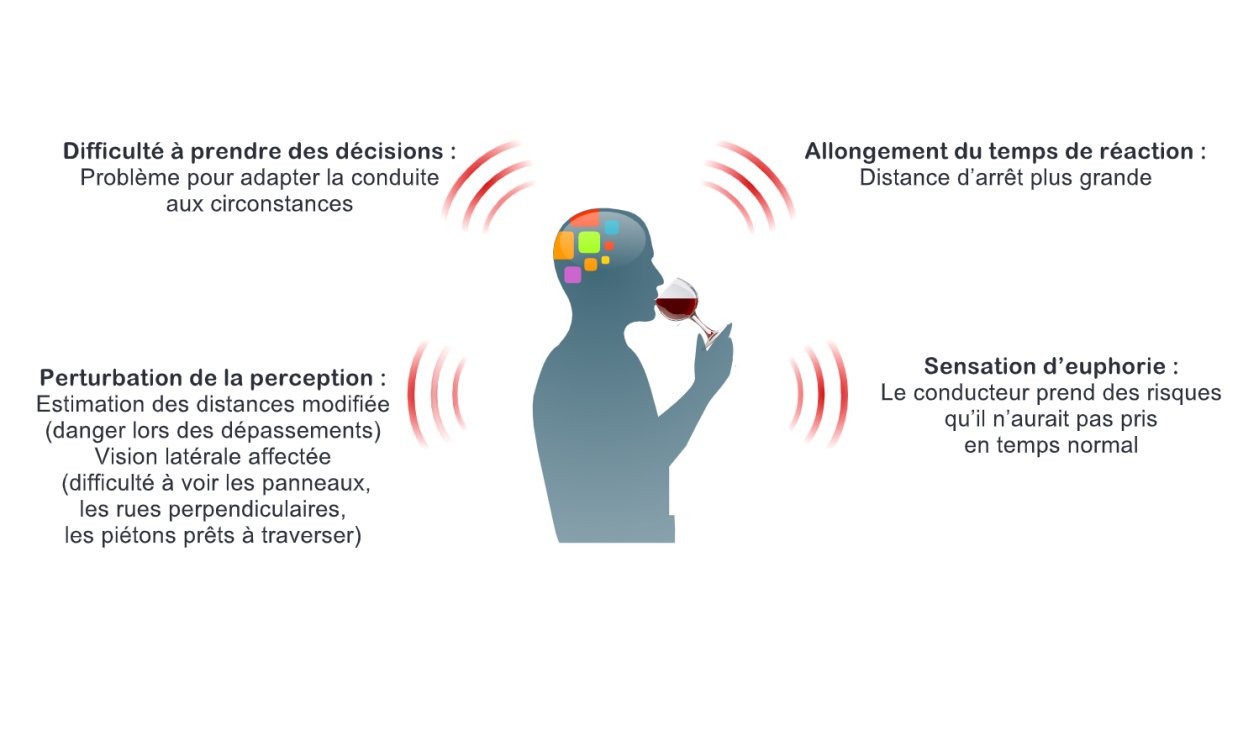 Difficulté à prendre des décisions :
Problème pour adapter la conduite
aux circonstances
Allongement du temps de réaction :
Distance d’arrêt plus grande
Perturbation de la perception :
Estimation des distances modifiée
(danger lors des dépassements)
Vision latérale affectée
(difficulté à voir les panneaux,
les rues perpendiculaires,
les piétons prêts à traverser)
Sensation d’euphorie :
Le conducteur prend des risques
qu’il n’aurait pas pris
en temps normal